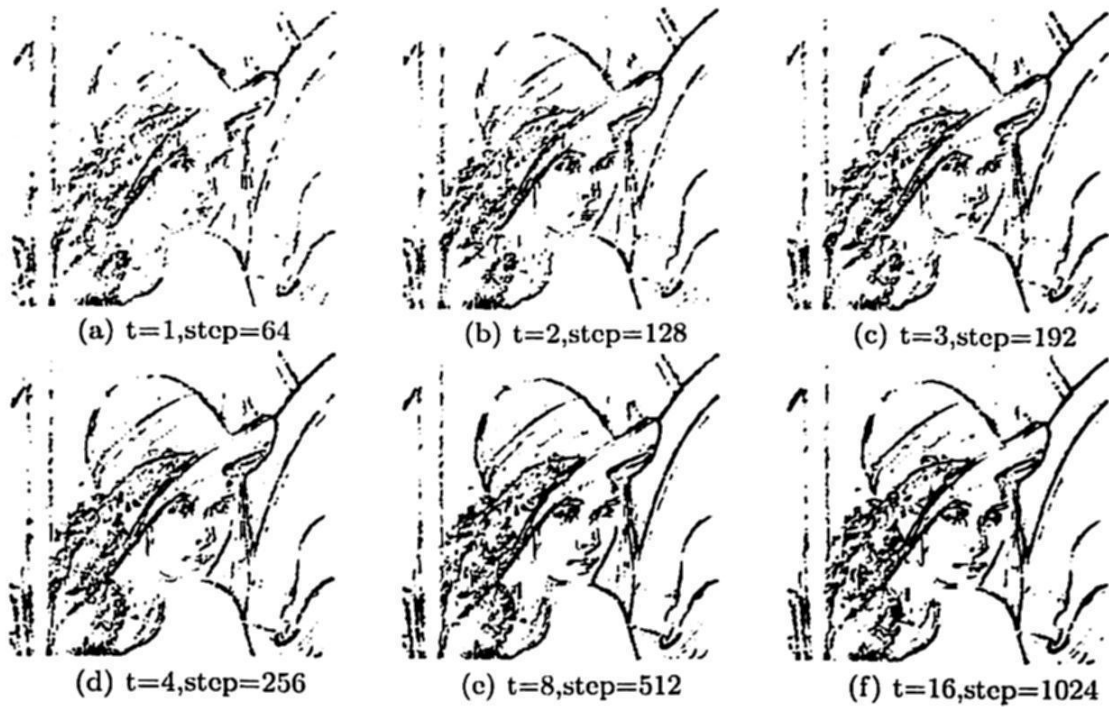 (a) t=1,step=64
(b) t=2,step=128
(c) t=3,step=192
(d) t=4,step=256
(e) t=8,step=512
(f) t=16,step=1024